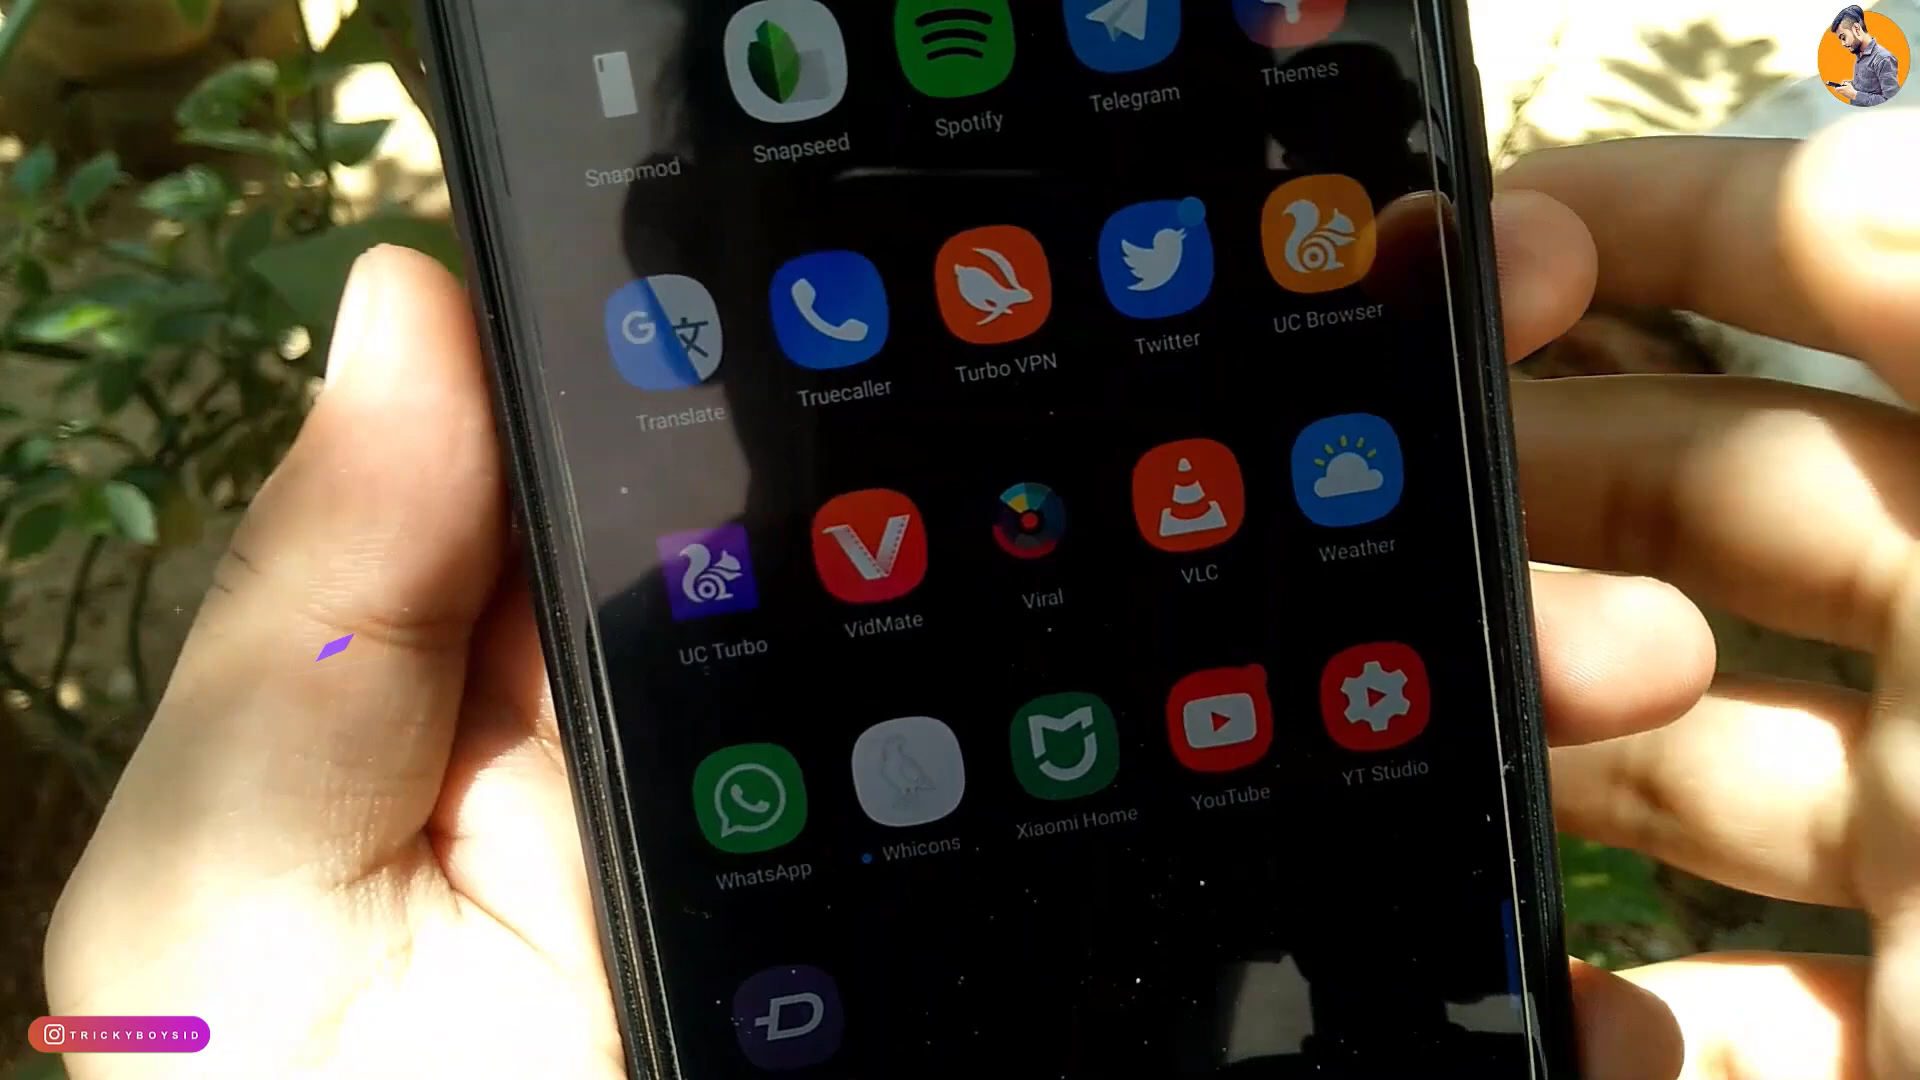 Snapmod Snapseed Spotify Telegram Themes
G 文
Translate Truecaller Turbo VPN Twitter UC Browser
UC Turbo VidMate Viral VLC Weather
WhatsApp Whicons Xiaomi Home YouTube YT Studio
TRICKYBOYSID